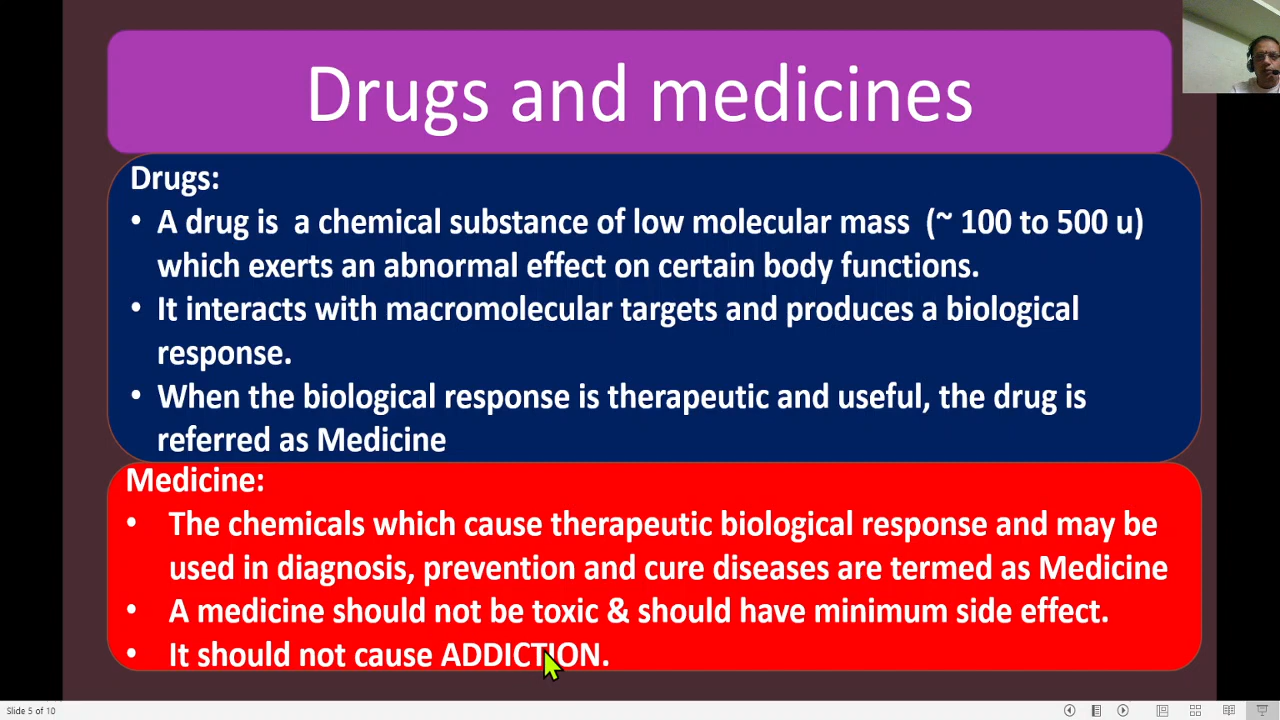 Drugs and medicines
Drugs:
• A drug is a chemical substance of low molecular mass (~ 100 to 500 u)
which exerts an abnormal effect on certain body functions.
• It interacts with macromolecular targets and produces a biological
response.
• When the biological response is therapeutic and useful, the drug is
referred as Medicine
Medicine:
• The chemicals which cause therapeutic biological response and may be
used in diagnosis, prevention and cure diseases are termed as Medicine
• A medicine should not be toxic & should have minimum side effect.
• It should not cause ADDICTION.
Slide 5 of 10